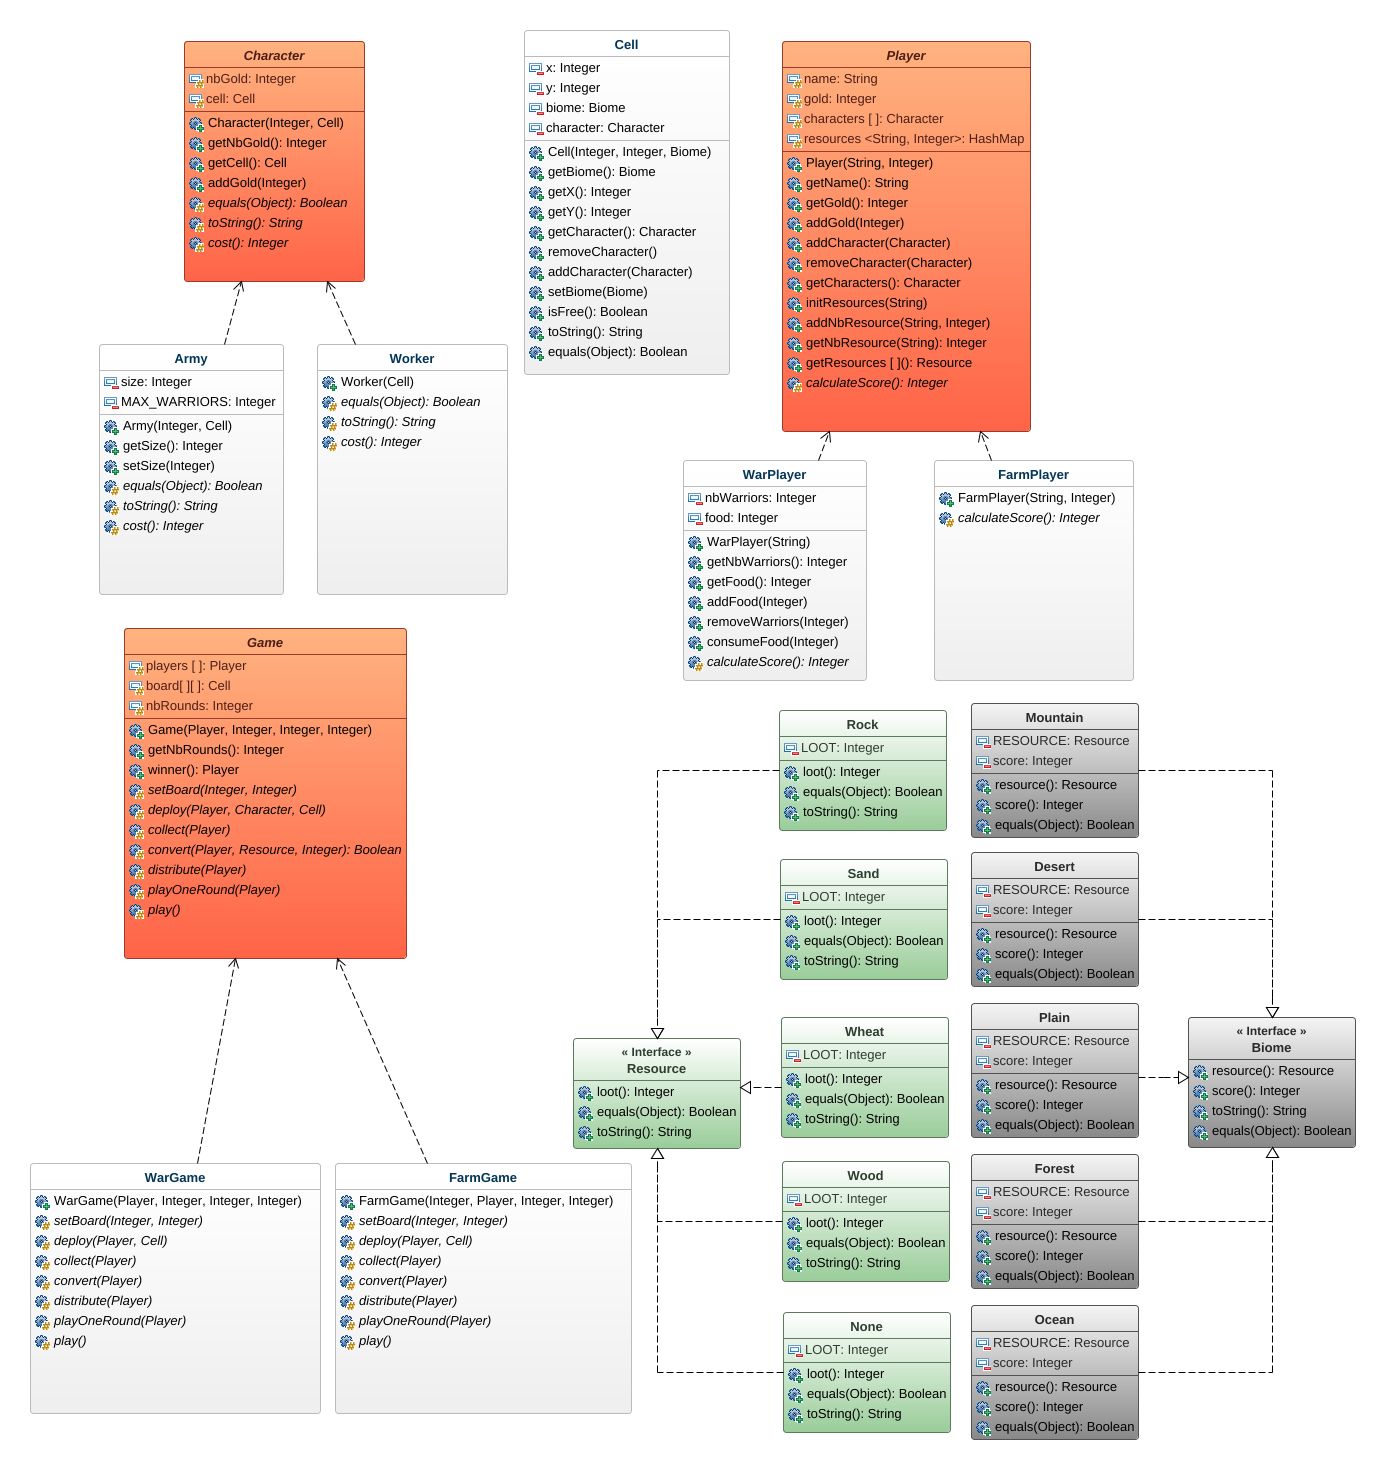 Character
nbGold: Integer
cell: Cell
Character(Integer, Cell)
getNbGold(): Integer
getCell(): Cell
addGold(Integer)
equals(Object): Boolean
toString(): String
cost(): Integer
Cell
x: Integer
y: Integer
biome: Biome
character: Character
Cell(Integer, Integer, Biome)
getBiome(): Biome
getX(): Integer
getY(): Integer
getCharacter(): Character
removeCharacter()
addCharacter(Character)
setBiome(Biome)
isFree(): Boolean
toString(): String
equals(Object): Boolean
Player
name: String
gold: Integer
characters [ ]: Character
resources <String, Integer>: HashMap
Player(String, Integer)
getName(): String
getGold(): Integer
addGold(Integer)
addCharacter(Character)
removeCharacter(Character)
getCharacters(): Character
initResources(String)
addNbResource(String, Integer)
getNbResource(String): Integer
getResources [ ](): Resource
calculateScore(): Integer
Army
size: Integer
MAX_WARRIORS: Integer
Army(Integer, Cell)
getSize(): Integer
setSize(Integer)
equals(Object): Boolean
toString(): String
cost(): Integer
Worker
Worker(Cell)
equals(Object): Boolean
toString(): String
cost(): Integer
WarPlayer
nbWarriors: Integer
food: Integer
WarPlayer(String)
getNbWarriors(): Integer
getFood(): Integer
addFood(Integer)
removeWarriors(Integer)
consumeFood(Integer)
calculateScore(): Integer
FarmPlayer
FarmPlayer(String, Integer)
calculateScore(): Integer
Game
players [ ]: Player
board[ ][ ]: Cell
nbRounds: Integer
Game(Player, Integer, Integer, Integer)
getNbRounds(): Integer
winner(): Player
setBoard(Integer, Integer)
deploy(Player, Character, Cell)
collect(Player)
convert(Player, Resource, Integer): Boolean
distribute(Player)
playOneRound(Player)
play()
WarGame
WarGame(Player, Integer, Integer, Integer)
setBoard(Integer, Integer)
deploy(Player, Cell)
collect(Player)
convert(Player)
distribute(Player)
playOneRound(Player)
play()
FarmGame
FarmGame(Integer, Player, Integer, Integer)
setBoard(Integer, Integer)
deploy(Player, Cell)
collect(Player)
convert(Player)
distribute(Player)
playOneRound(Player)
play()
« Interface »
Resource
loot(): Integer
equals(Object): Boolean
toString(): String
Rock
LOOT: Integer
loot(): Integer
equals(Object): Boolean
toString(): String
Sand
LOOT: Integer
loot(): Integer
equals(Object): Boolean
toString(): String
Wheat
LOOT: Integer
loot(): Integer
equals(Object): Boolean
toString(): String
Wood
LOOT: Integer
loot(): Integer
equals(Object): Boolean
toString(): String
None
LOOT: Integer
loot(): Integer
equals(Object): Boolean
toString(): String
Mountain
RESOURCE: Resource
score: Integer
resource(): Resource
score(): Integer
equals(Object): Boolean
Desert
RESOURCE: Resource
score: Integer
resource(): Resource
score(): Integer
equals(Object): Boolean
Plain
RESOURCE: Resource
score: Integer
resource(): Resource
score(): Integer
equals(Object): Boolean
Forest
RESOURCE: Resource
score: Integer
resource(): Resource
score(): Integer
equals(Object): Boolean
Ocean
RESOURCE: Resource
score: Integer
resource(): Resource
score(): Integer
equals(Object): Boolean
« Interface »
Biome
resource(): Resource
score(): Integer
toString(): String
equals(Object): Boolean